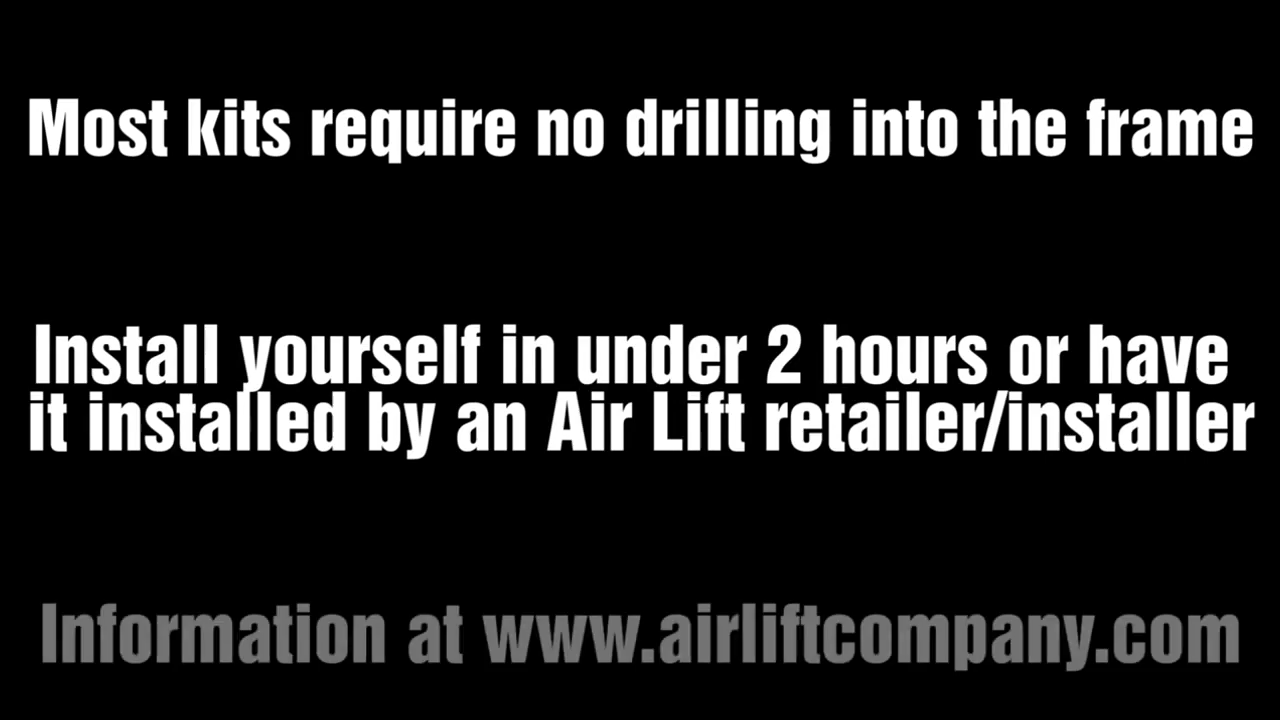 Most kits require no drilling into the frame
Install yourself in under 2 hours or have
it installed by an Air Lift retailer/installer
Information at www.airliftcompany.com